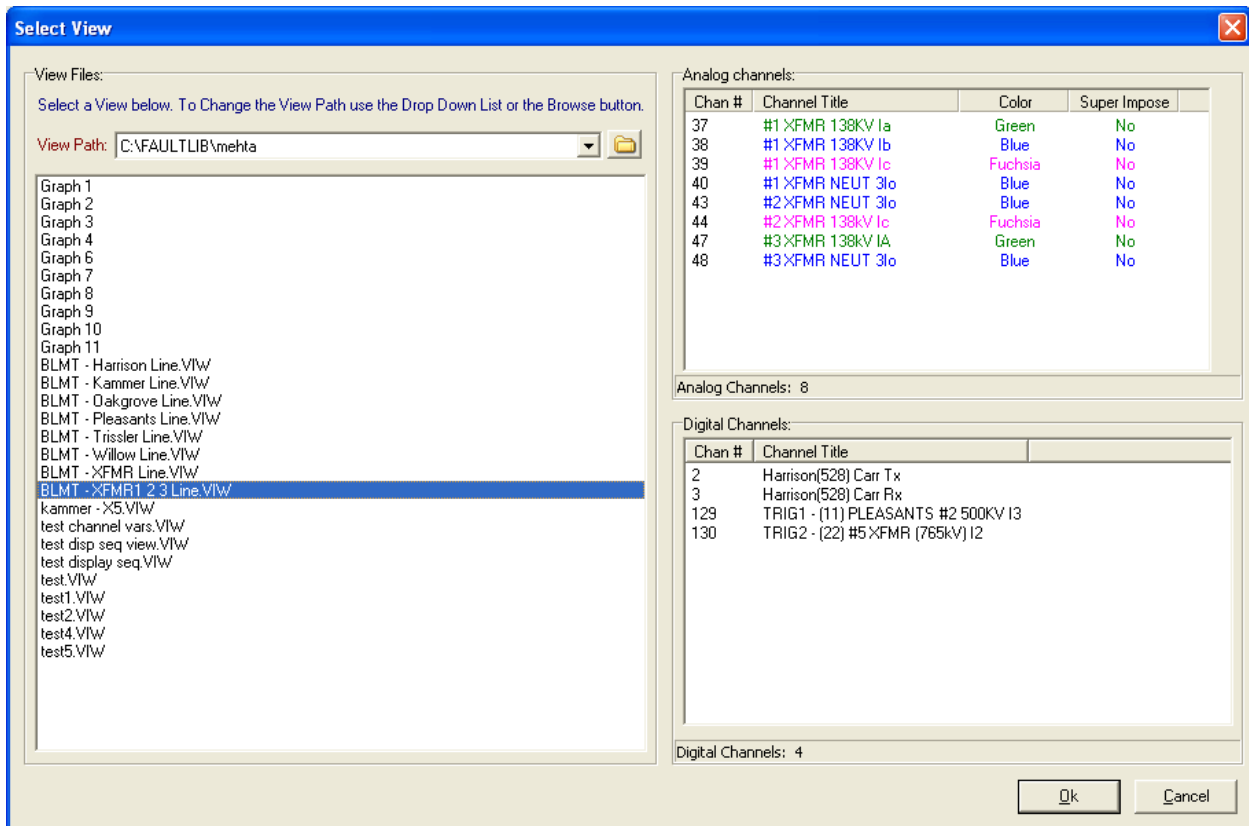 Select View
View Files:
Select a View below. To Change the View Path use the Drop Down List or the Browse button.
View Path: C:\FAULTLIB\mehta
Graph 1
Graph 2
Graph 3
Graph 4
Graph 6
Graph 7
Graph 8
Graph 9
Graph 10
Graph 11
BLMT - Harrison Line.VIW
BLMT - Kammer Line.VIW
BLMT - Oakgrove Line.VIW
BLMT - Pleasants Line.VIW
BLMT - Trissler Line.VIW
BLMT - Willow Line.VIW
BLMT - XFMR Line.VIW
BLMT - XFMR1 2 3 Line.VIW
kammer - X5.VIW
test channel vars.VIW
test disp seq view.VIW
test display seq.VIW
test.VIW
test1.VIW
test2.VIW
test4.VIW
test5.VIW
Analog channels:
Chan # Channel Title Color Super Impose
37 #1 XFMR 138KV Ia Green No
38 #1 XFMR 138KV Ib Blue No
39 #1 XFMR 138KV Ic Fuchsia No
40 #1 XFMR NEUT 3Io Blue No
43 #2 XFMR NEUT 3Io Blue No
44 #2 XFMR 138kV Ic Fuchsia No
47 #3 XFMR 138kV IA Green No
48 #3 XFMR NEUT 3Io Blue No
Analog Channels: 8
Digital Channels:
Chan # Channel Title
2 Harrison(528) Carr Tx
3 Harrison(528) Carr Rx
129 TRIG1 - (11) PLEASANTS #2 500KV I3
130 TRIG2 - (22) #5 XFMR (765kV) I2
Digital Channels: 4
Ok Cancel